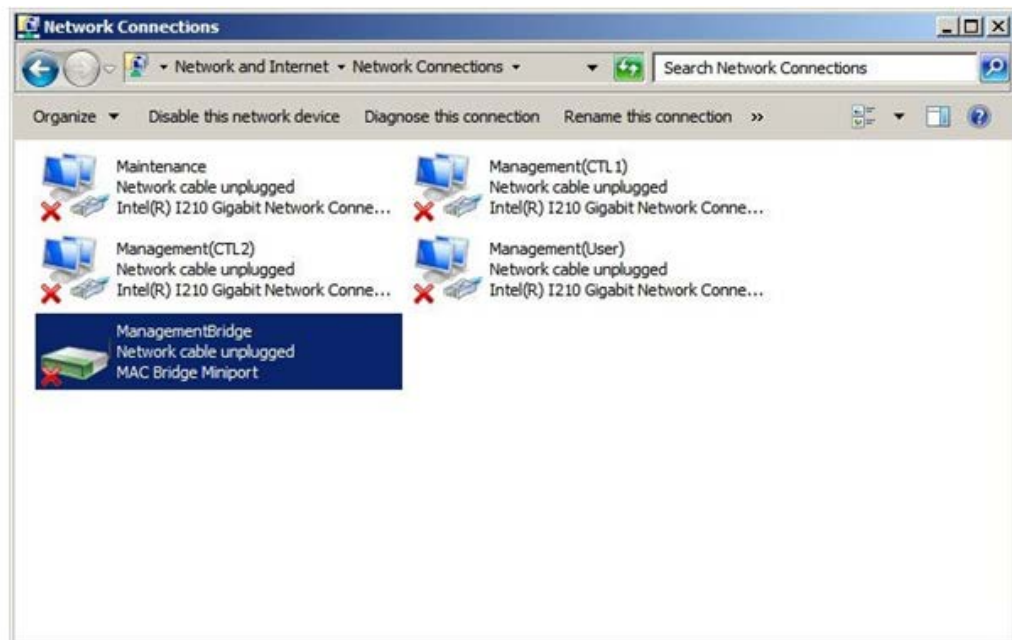 Network Connections
Network and Internet Network Connections Search Network Connections
Organize Disable this network device Diagnose this connection Rename this connection »
Maintenance
Network cable unplugged
Intel(R) I210 Gigabit Network Conne...
Management(CTL1)
Network cable unplugged
Intel(R) I210 Gigabit Network Conne...
Management(CTL2)
Network cable unplugged
Intel(R) I210 Gigabit Network Conne...
Management(User)
Network cable unplugged
Intel(R) I210 Gigabit Network Conne...
ManagementBridge
Network cable unplugged
MAC Bridge Miniport